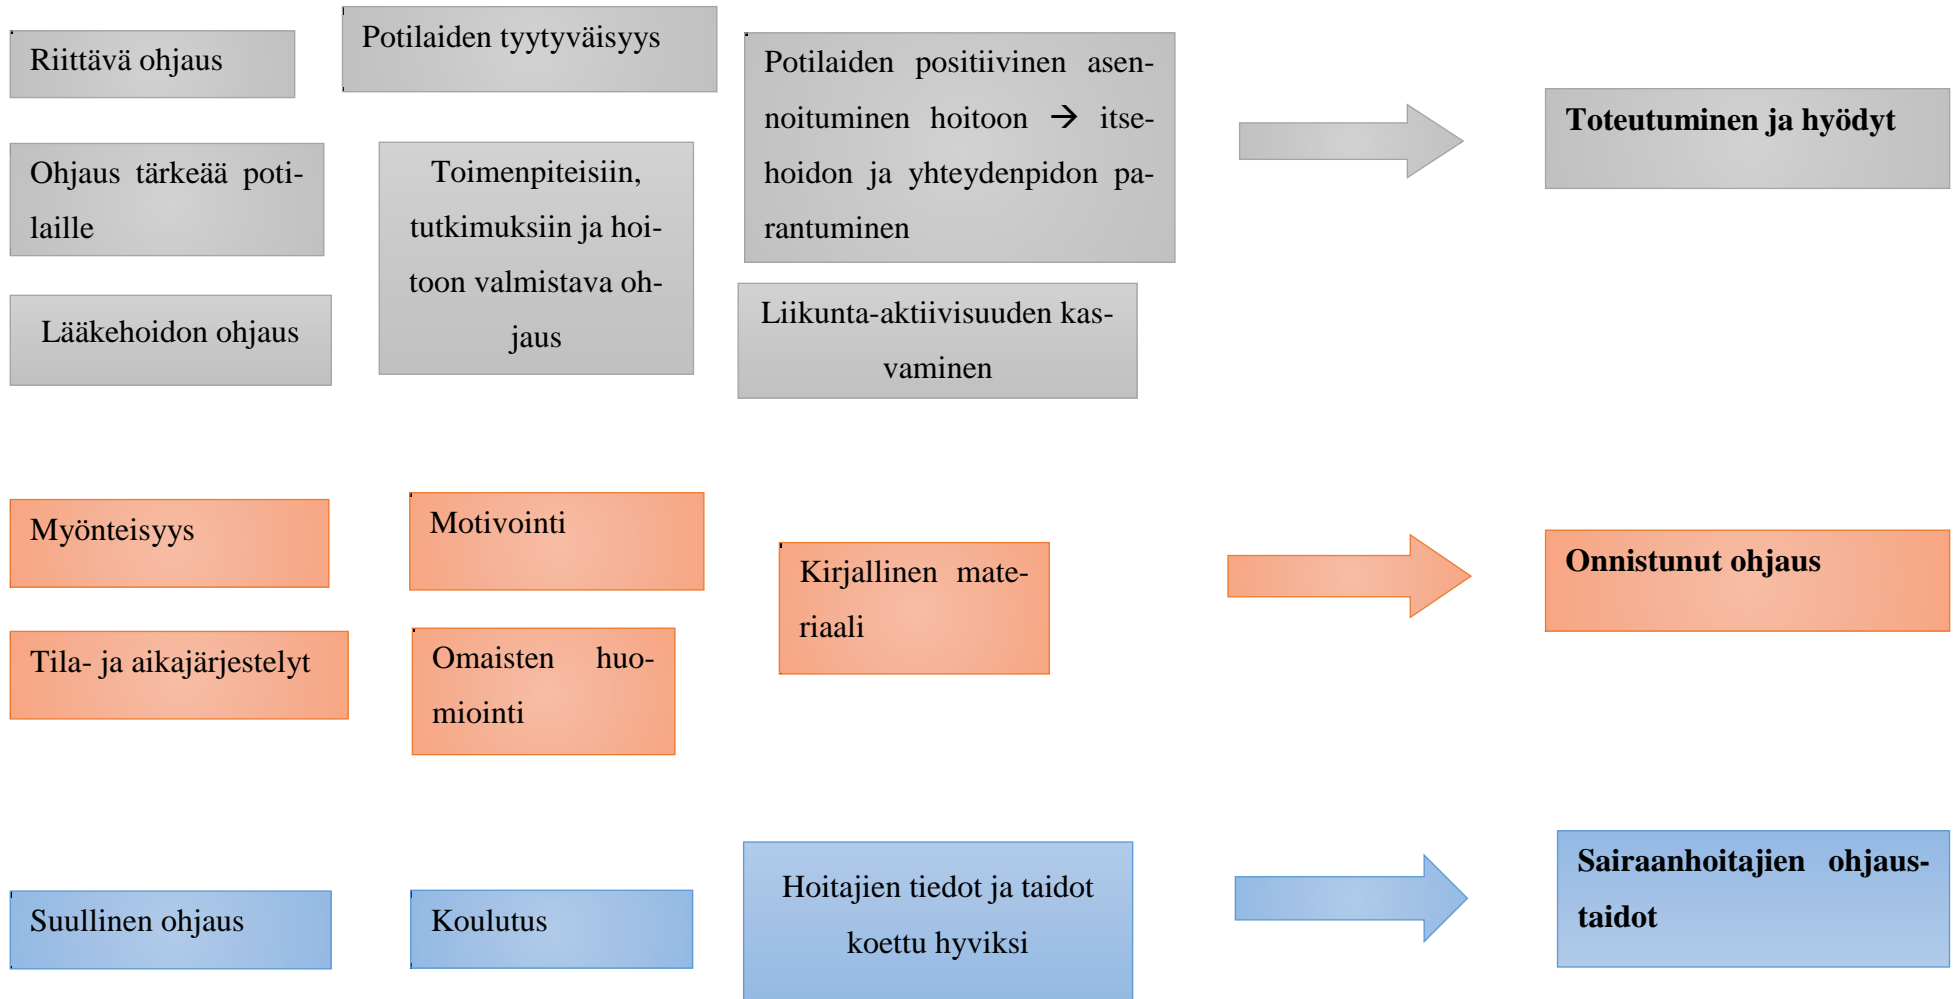 Riittävä ohjaus
Potilaiden tyytyväisyys
Potilaiden positiivinen asen-
noituminen hoitoon → itse-
hoidon ja yhteydenpidon pa-
rantuminen
Toteutuminen ja hyödyt
Ohjaus tärkeää poti-
laille
Toimenpiteisiin,
tutkimuksiin ja hoi-
toon valmistava oh-
jaus
Lääkehoidon ohjaus
Liikunta-aktiivisuuden kas-
vaminen
Myönteisyys
Motivointi
Kirjallinen mate-
riaali
Onnistunut ohjaus
Tila- ja aikajärjestelyt
Omaisten huo-
miointi
Suullinen ohjaus
Koulutus
Hoitajien tiedot ja taidot
koettu hyviksi
Sairaanhoitajien ohjaus-
taidot